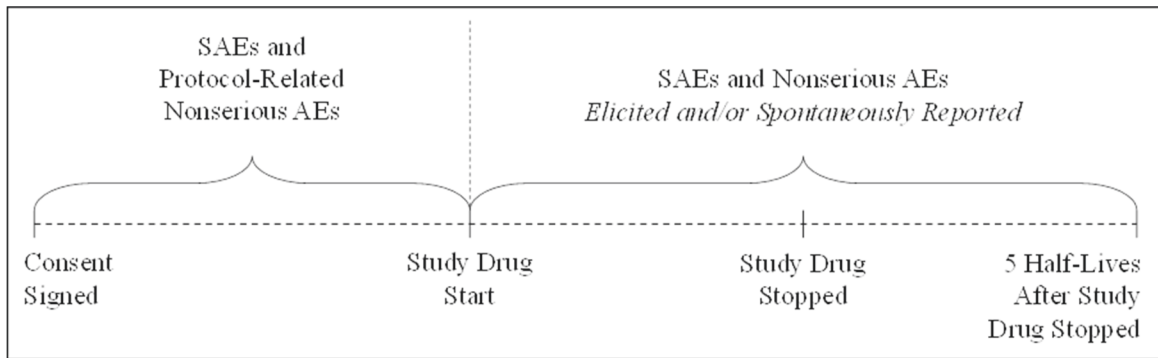 SAEs and
Protocol-Related
Nonserious AEs
SAEs and Nonserious AEs
Elicited and/or Spontaneously Reported
Consent
Signed
Study Drug
Start
Study Drug
Stopped
5 Half-Lives
After Study
Drug Stopped